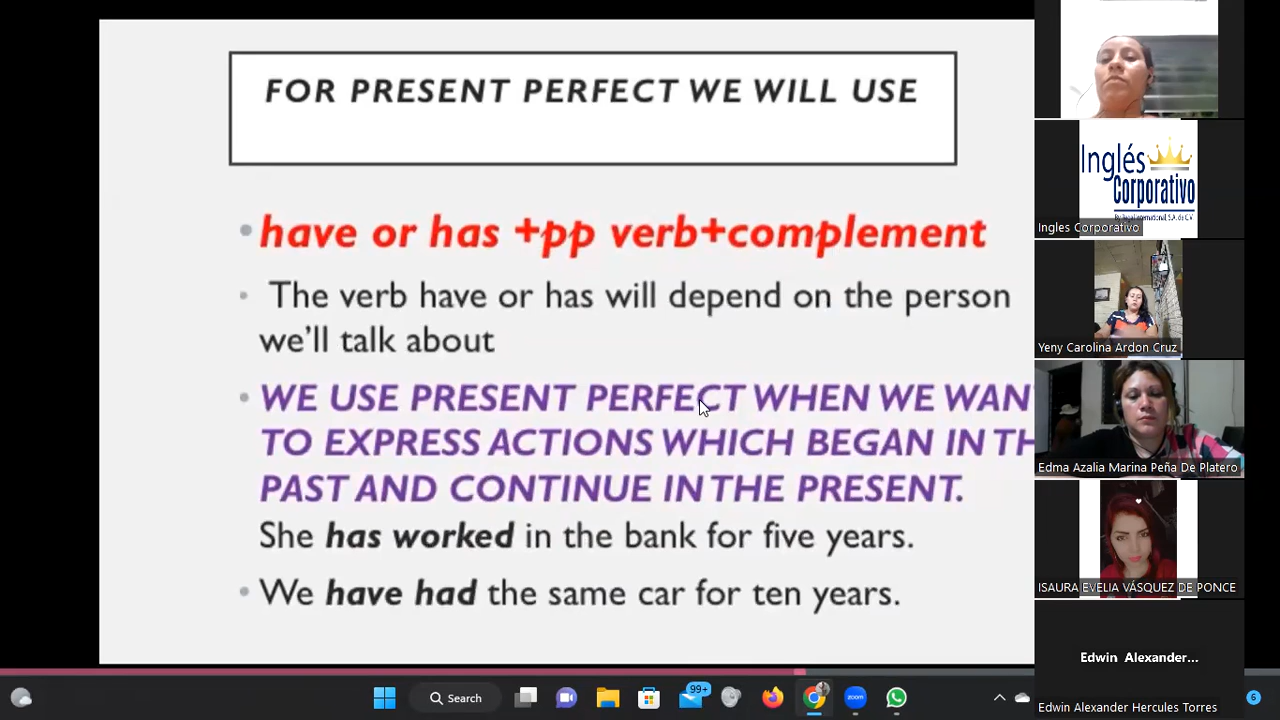 FOR PRESENT PERFECT WE WILL USE
have or has +pp verb+complement
The verb have or has will depend on the person
we'll talk about
WE USE PRESENT PERFECT WHEN WE WAN
TO EXPRESS ACTIONS WHICH BEGAN IN TH
PAST AND CONTINUE IN THE PRESENT.
She has worked in the bank for five years.
We have had the same car for ten years.
Inglés
Corporativo
Ingles Corporativo
Yeny Carolina Ardon Cruz
Edma Azalia Marina Peña De Platero
ISAURA EVELIA VÁSQUEZ DE PONCE
Edwin Alexander...
Edwin Alexander Hercules Torres
Search
99+
zoom
6